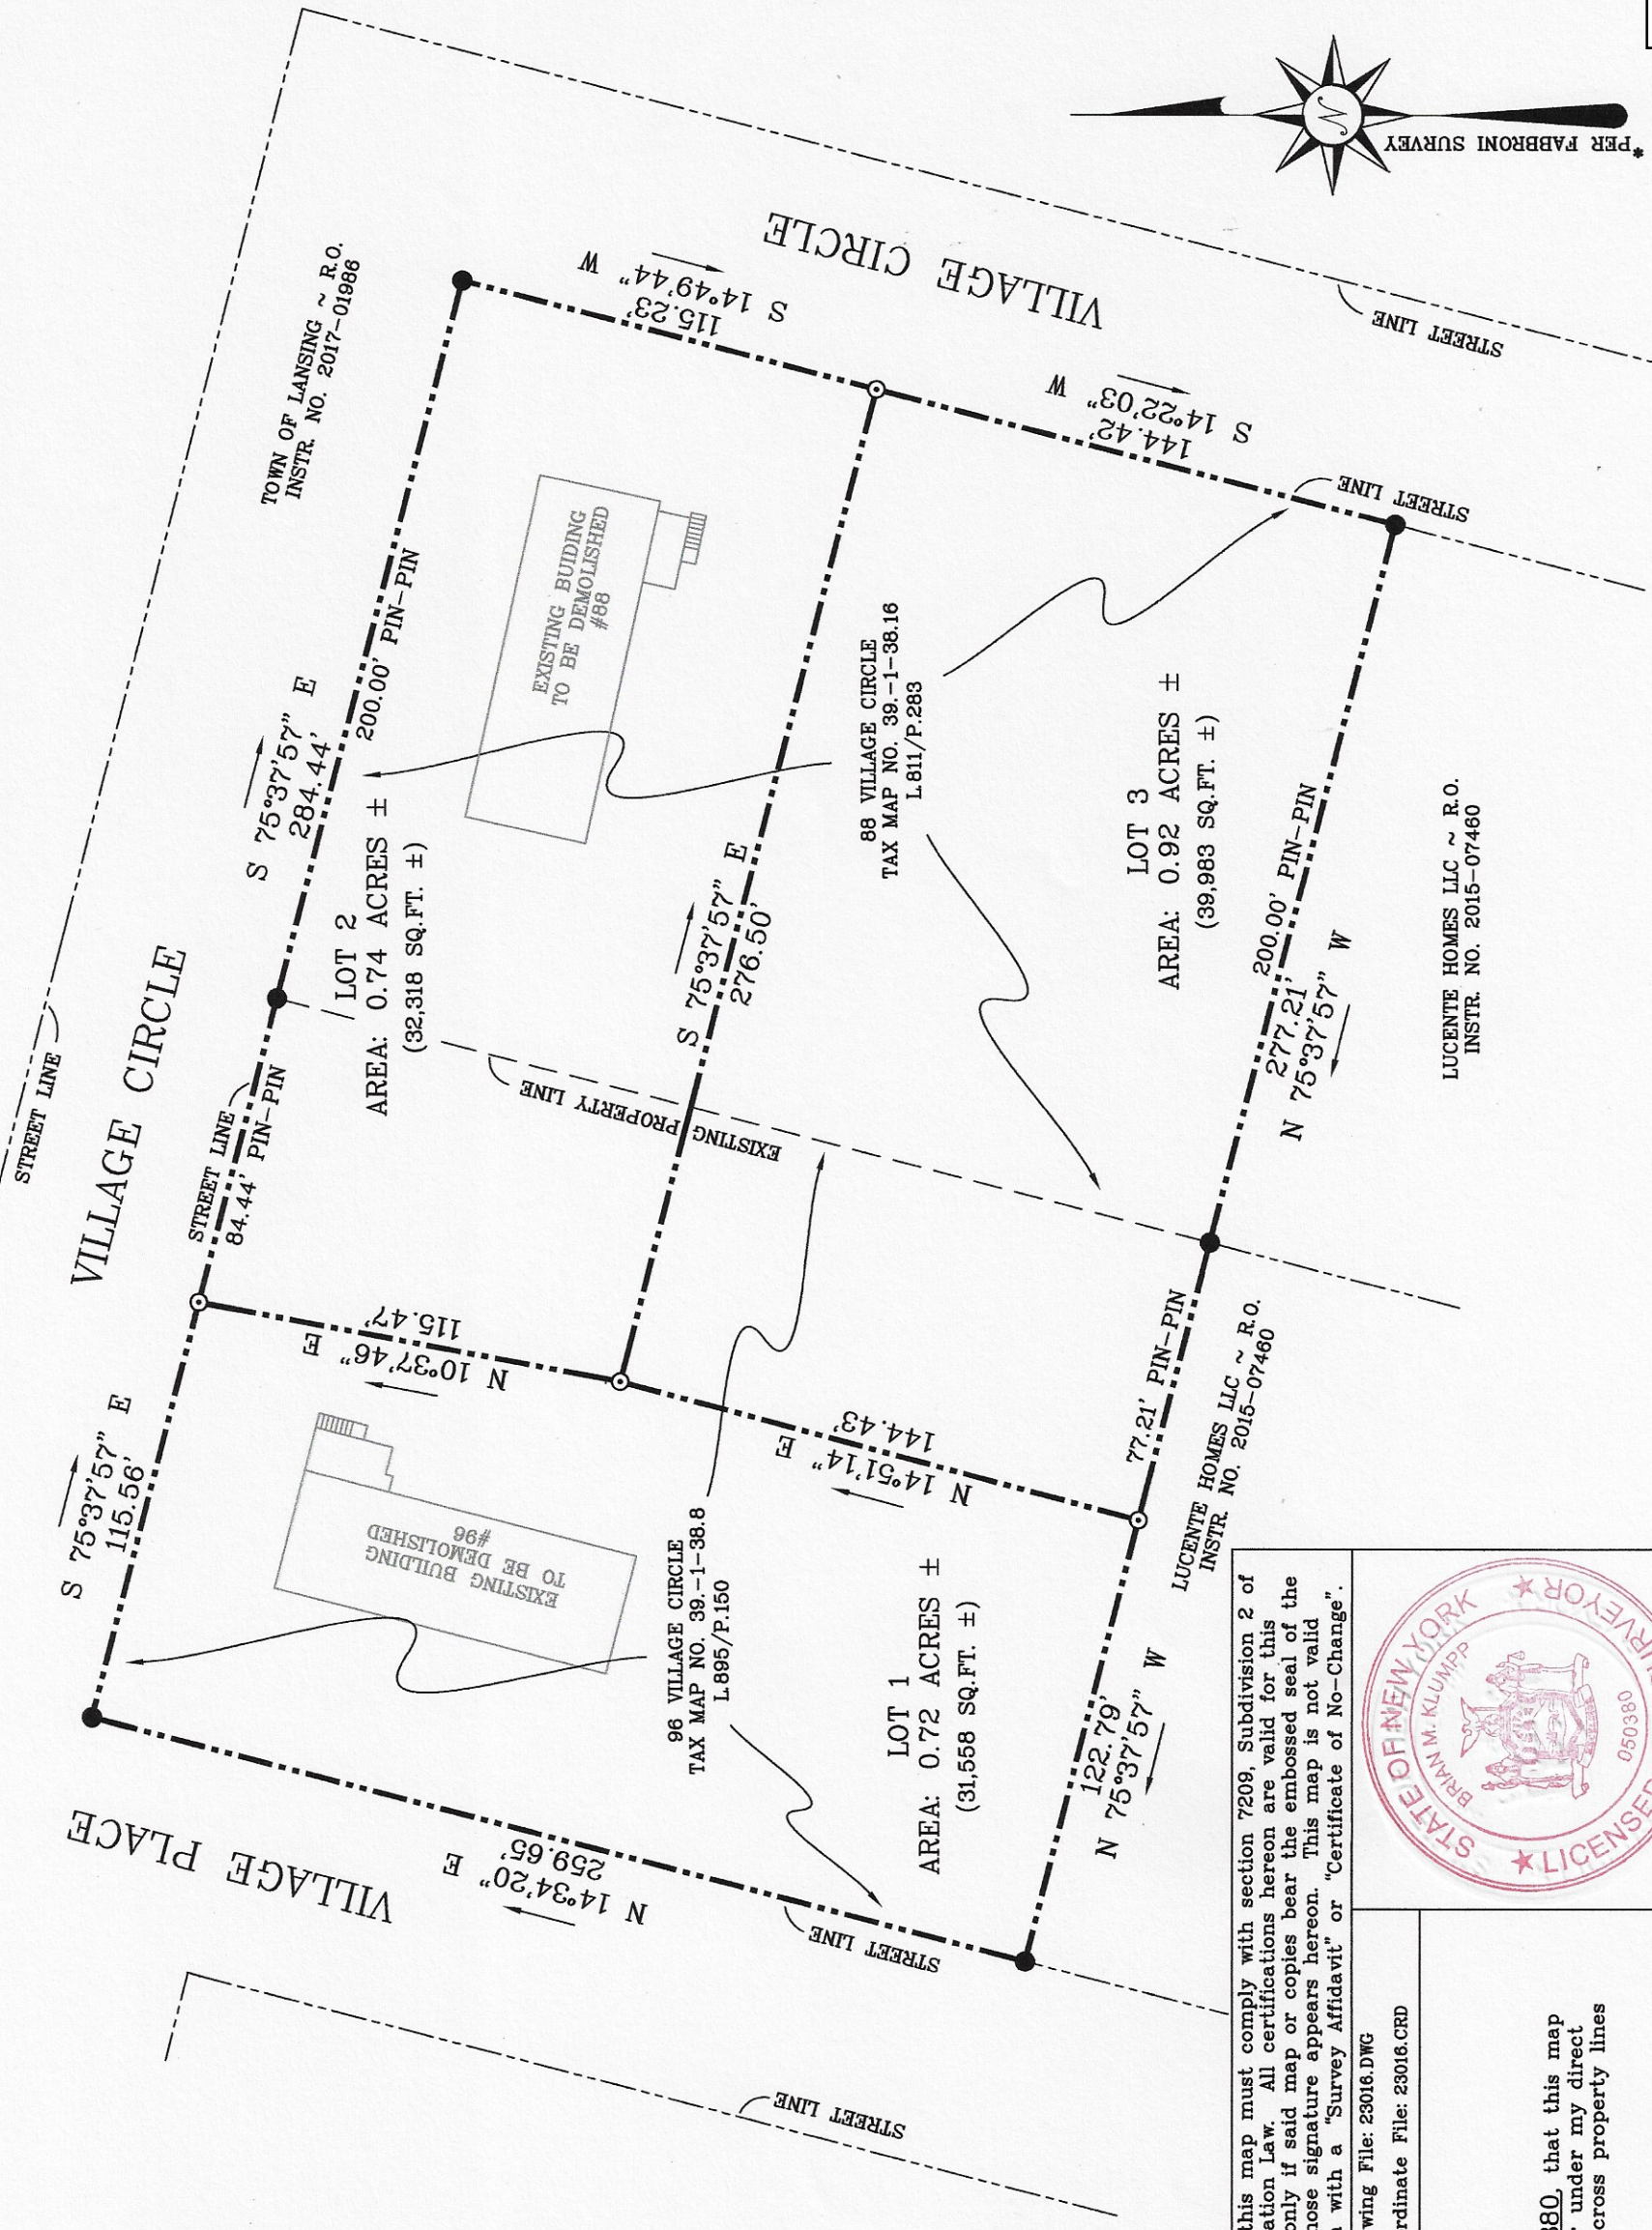 STREET LINE
VILLAGE CIRCLE
TOWN OF LANSING ~ R.O.
INSTR. NO. 2017-01986
*PER FABBRONI SURVEY
N
S 75°37'57" E
115.56'
STREET LINE
84.44' PIN-PIN
S 75°37'57" E
284.44'
200.00' PIN-PIN
S 14°49'44" W
115.23'
VILLAGE CIRCLE
STREET LINE
S 14°22'03" W
144.42'
STREET LINE
LOT 2
AREA: 0.74 ACRES ±
(32,318 SQ.FT. ±)
EXISTING BUIDING
TO BE DEMOLISHED
#88
N 10°37'46" E
115.47'
EXISTING PROPERTY LINE
S 75°37'57" E
276.50'
88 VILLAGE CIRCLE
TAX MAP NO. 39.-1-38.16
L.811/P.283
EXISTING BUILDING
TO BE DEMOLISHED
#96
VILLAGE PLACE
N 14°34'20" E
259.65'
STREET LINE
STREET LINE
96 VILLAGE CIRCLE
TAX MAP NO. 39.-1-38.8
L.895/P.150
N 14°51'14" E
144.43'
LOT 1
AREA: 0.72 ACRES ±
(31,558 SQ.FT. ±)
LOT 3
AREA: 0.92 ACRES ±
(39,983 SQ.FT. ±)
122.79'
N 75°37'57" W
77.21' PIN-PIN
200.00' PIN-PIN
277.21'
N 75°37'57" W
LUCENTE HOMES LLC ~ R.O.
INSTR. NO. 2015-07460
LUCENTE HOMES LLC ~ R.O.
INSTR. NO. 2015-07460
this map must comply with section 7209, Subdivision 2 of
ation Law. All certifications hereon are valid for this
only if said map or copies bear the embossed seal of the
hose signature appears hereon. This map is not valid
with a "Survey Affidavit" or "Certificate of No-Change".
wing File: 23016.DWG
rdinate File: 23016.CRD
STATE OF NEW YORK
BRIAN M. KLUMPP
050380
★ LICENSED
SURVEYOR ★
380, that this map
under my direct
cross property lines